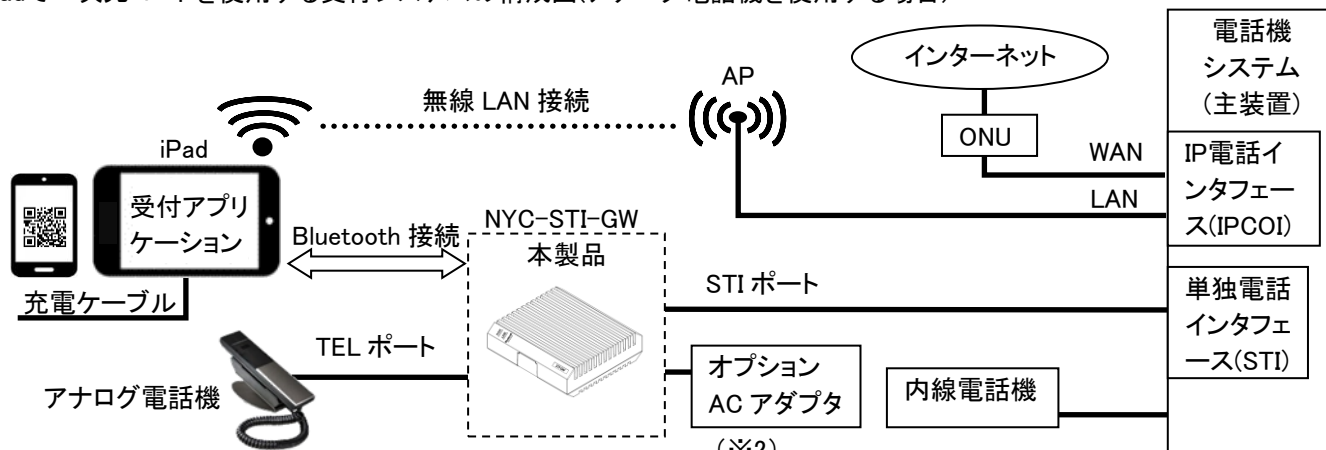 電話機
システム
(主装置)
インターネット
AP
無線 LAN 接続
ONU
WAN
iPad
IP電話イ
ンタフェー
ス(IPCOI)
LAN
受付アプリ
ケーション
NYC-STI-GW
Bluetooth 接続
本製品
STI ポート
単独電話
インタフェ
ース(STI)
充電ケーブル
TEL ポート
オプション
AC アダプタ
内線電話機
アナログ電話機